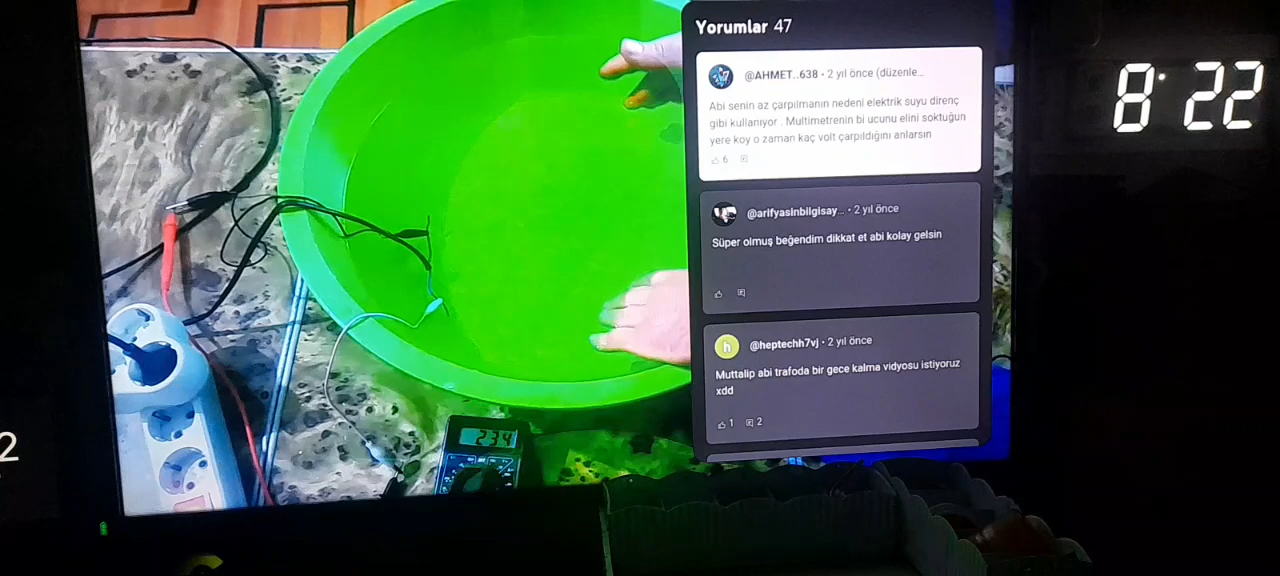 Yorumlar 47
@AHMET..638 • 2 yıl önce (düzenle...
Abi senin az çarpılmanın nedeni elektrik suyu direnç
gibi kullanıyor . Multimetrenin bi ucunu elini soktuğun
yere koy o zaman kaç volt çarpıldığını anlarsın
6
@arifyasinbilgisay... • 2 yıl önce
Süper olmuş beğendim dikkat et abi kolay gelsin
h
@heptechh7vj • 2 yıl önce
Muttalip abi trafoda bir gece kalma vidyosu istiyoruz
xdd
1 2
8:22
234
2